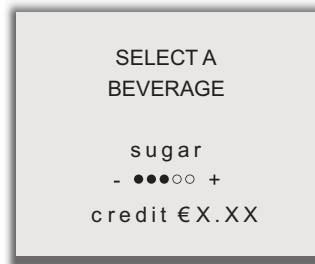 SELECT A
BEVERAGE
sugar
- ●●●○○ +
credit €X.XX